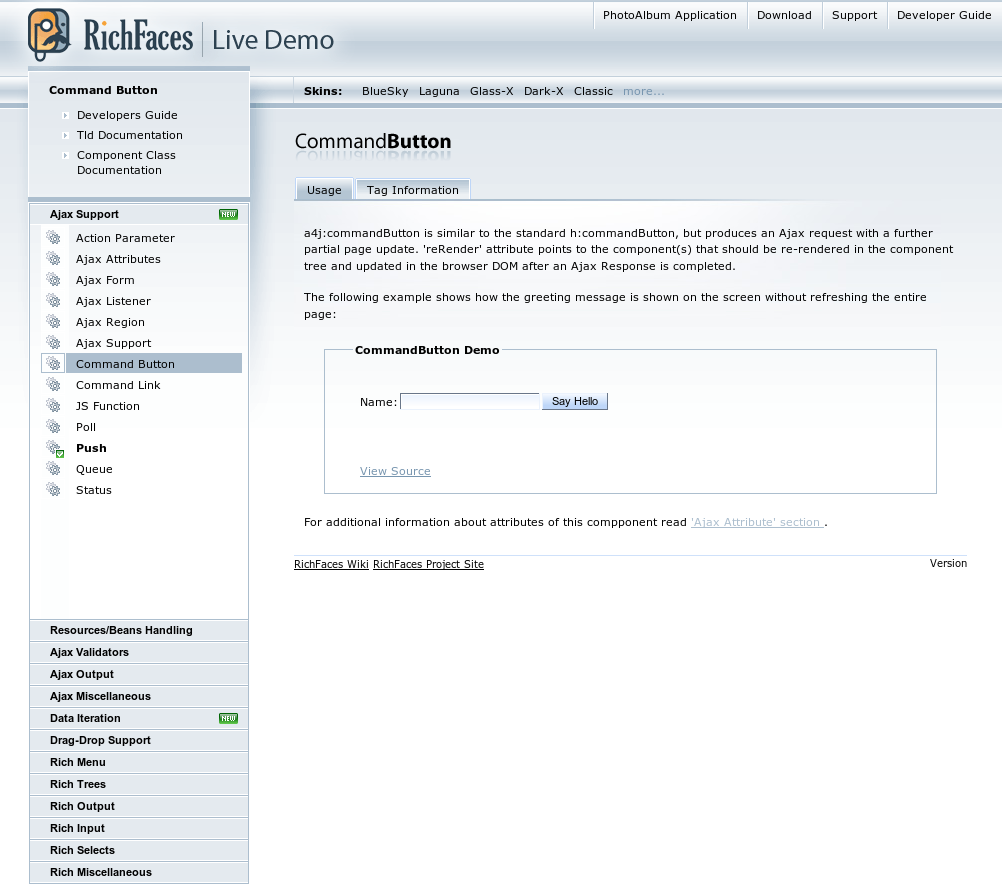 PhotoAlbum Application Download Support Developer Guide
RichFaces Live Demo
Skins: BlueSky Laguna Glass-X Dark-X Classic more...
Command Button
Developers Guide
Tld Documentation
Component Class
Documentation
Ajax Support NEW
Action Parameter
Ajax Attributes
Ajax Form
Ajax Listener
Ajax Region
Ajax Support
Command Button
Command Link
JS Function
Poll
Push
Queue
Status
Resources/Beans Handling
Ajax Validators
Ajax Output
Ajax Miscellaneous
Data Iteration NEW
Drag-Drop Support
Rich Menu
Rich Trees
Rich Output
Rich Input
Rich Selects
Rich Miscellaneous
CommandButton
Usage Tag Information
a4j:commandButton is similar to the standard h:commandButton, but produces an Ajax request with a further
partial page update. 'reRender' attribute points to the component(s) that should be re-rendered in the component
tree and updated in the browser DOM after an Ajax Response is completed.
The following example shows how the greeting message is shown on the screen without refreshing the entire
page:
CommandButton Demo
Name: Say Hello
View Source
For additional information about attributes of this compponent read 'Ajax Attribute' section .
RichFaces Wiki RichFaces Project Site Version